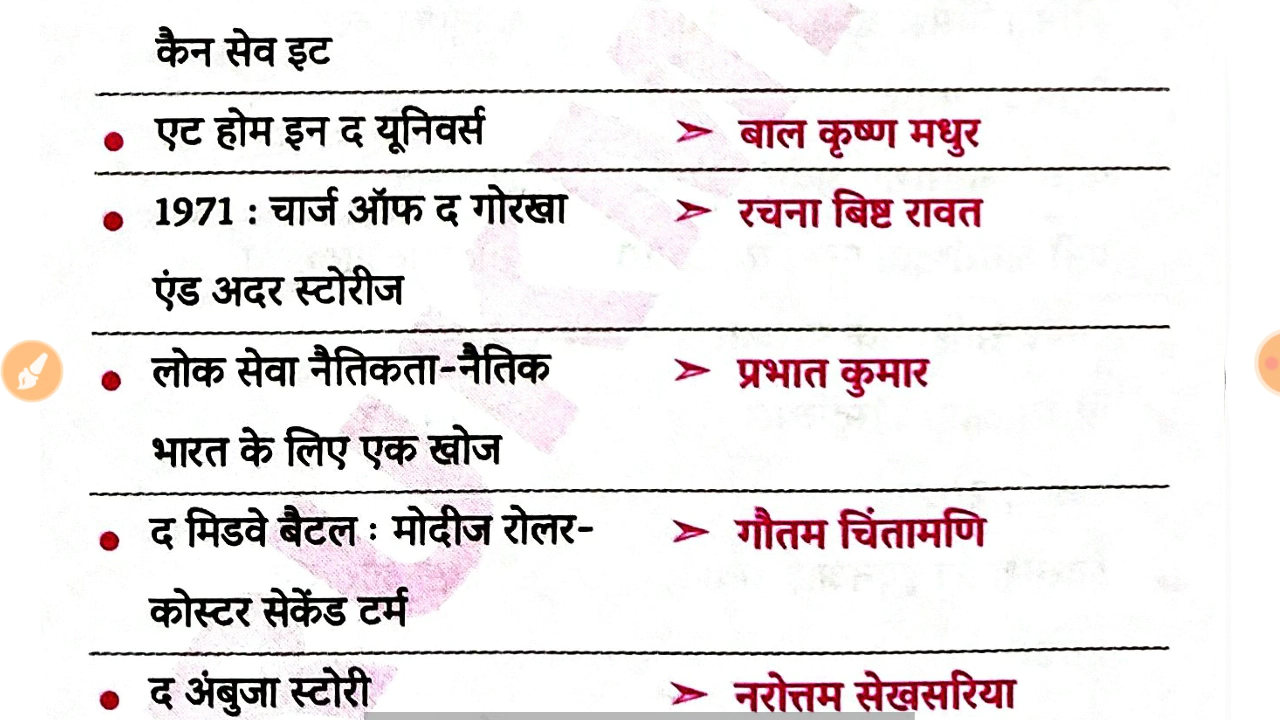 कैन सेव इट
● एट होम इन द यूनिवर्स ➢ बाल कृष्ण मधुर
● 1971 : चार्ज ऑफ द गोरखा ➢ रचना बिष्ट रावत
एंड अदर स्टोरीज
● लोक सेवा नैतिकता-नैतिक ➢ प्रभात कुमार
भारत के लिए एक खोज
● द मिडवे बैटल : मोदीज रोलर- ➢ गौतम चिंतामणि
कोस्टर सेकेंड टर्म
● द अंबुजा स्टोरी ➢ नरोत्तम सेखसरिया